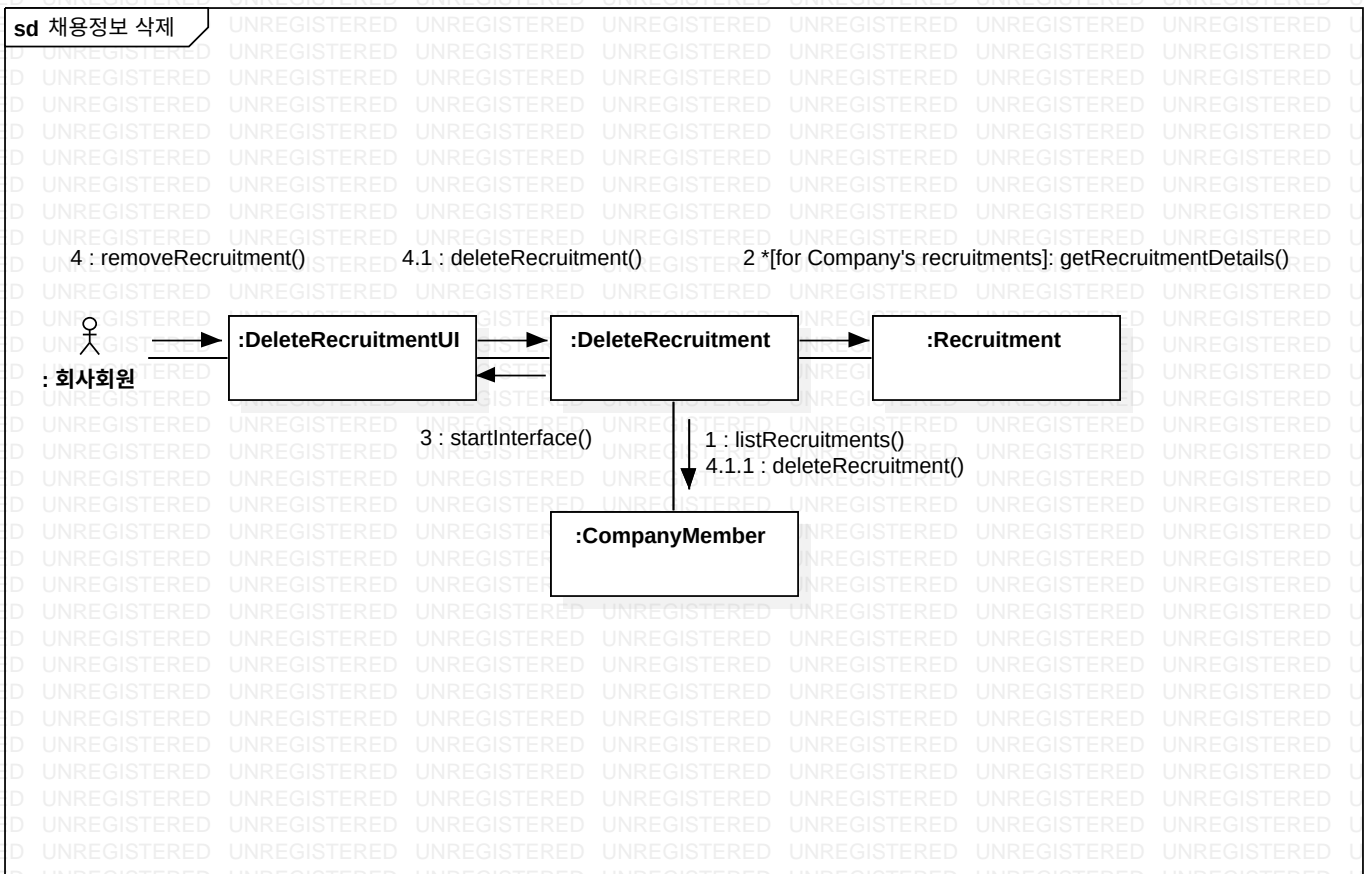 sd 채용정보 삭제
4 : removeRecruitment()
4.1 : deleteRecruitment()
2 *[for Company's recruitments]: getRecruitmentDetails()
: 회사회원
:DeleteRecruitmentUI
:DeleteRecruitment
:Recruitment
3 : startInterface()
1 : listRecruitments()
4.1.1 : deleteRecruitment()
:CompanyMember
UNREGISTERED